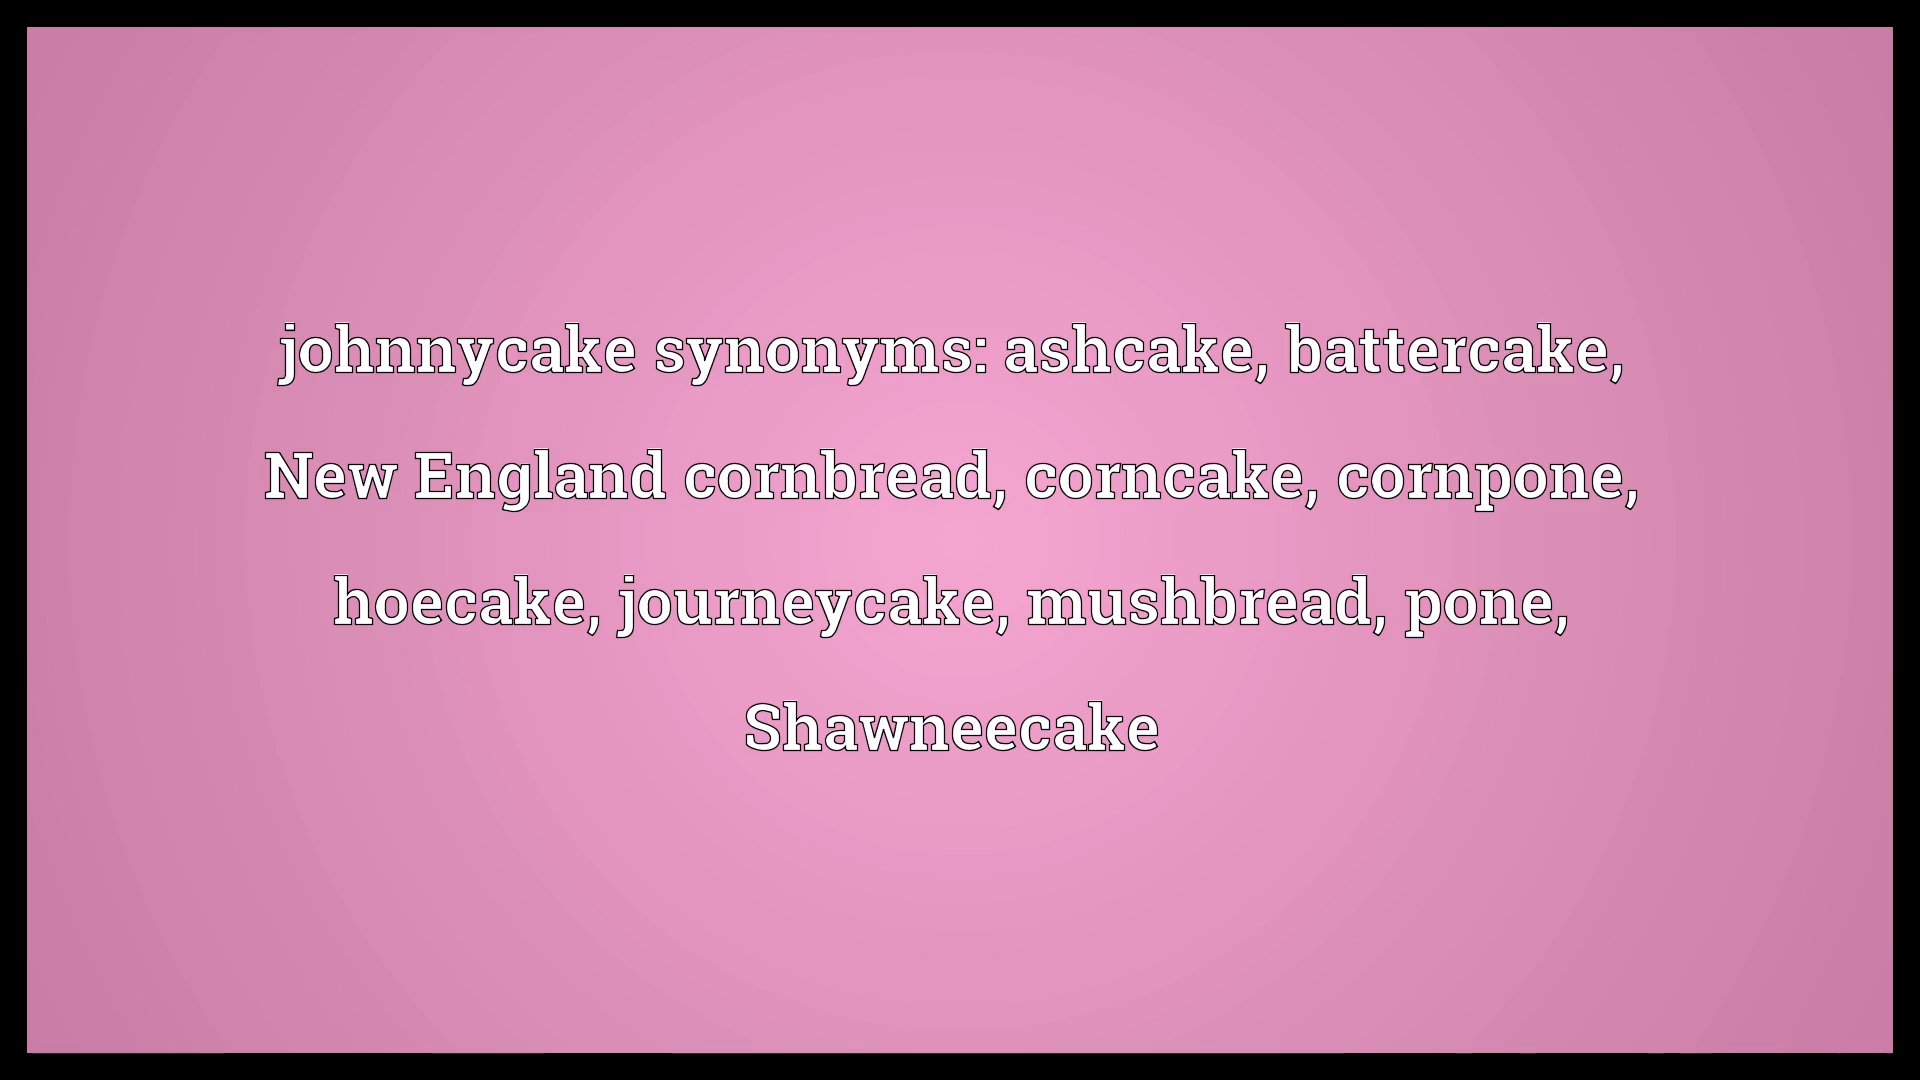 johnnycake synonyms: ashcake, battercake,
New England cornbread, corncake, cornpone,
hoecake, journeycake, mushbread, pone,
Shawneecake